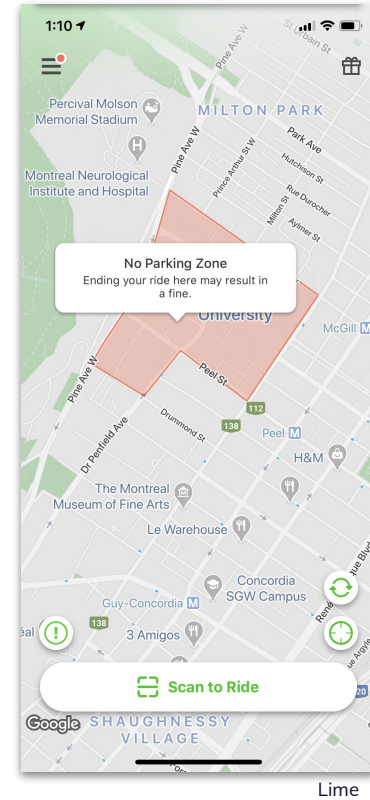 1:10
St Urbain St
Pine Ave W
Percival Molson
Memorial Stadium
MILTON PARK
H
Park Ave
Pine Ave W
Prince Arthur St W
Hutchison St
Montreal Neurological
Institute and Hospital
Rue Durocher
Milton St
Aylmer St
No Parking Zone
Ending your ride here may result in
a fine.
University
McGill M
Pine Ave W
Peel St
112
138
Dr Penfield Ave
Drummond St
Peel M
H&M
The Montreal
Museum of Fine Arts
Le Warehouse
Concordia
SGW Campus
Guy-Concordia M
138
3 Amigos
Scan to Ride
20
Google
SHAUGHNESSY
VILLAGE
Lime